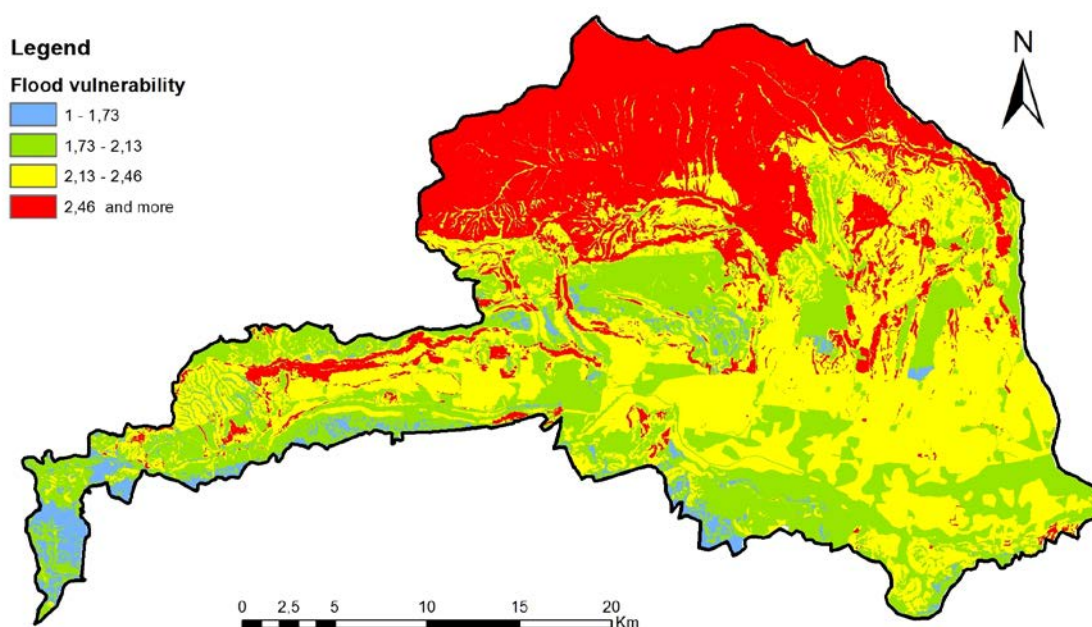 Legend
Flood vulnerability
1 - 1,73
1,73 - 2,13
2,13 - 2,46
2,46 and more
N
0 2,5 5 10 15 20
Km